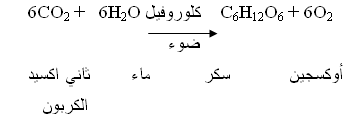 6CO₂ + 6H₂O كلوروفيل C₆H₁₂O₆ + 6O₂
ضوء
ثاني اكسيد ماء سكر أوكسجين
الكربون